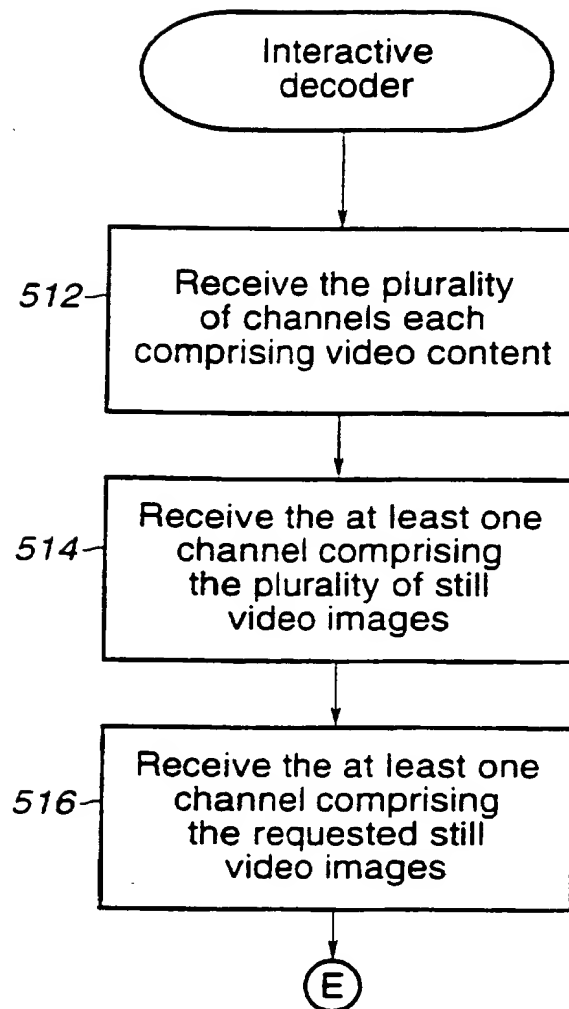 Interactive
decoder
512
Receive the plurality
of channels each
comprising video content
514
Receive the at least one
channel comprising
the plurality of still
video images
516
Receive the at least one
channel comprising
the requested still
video images
E